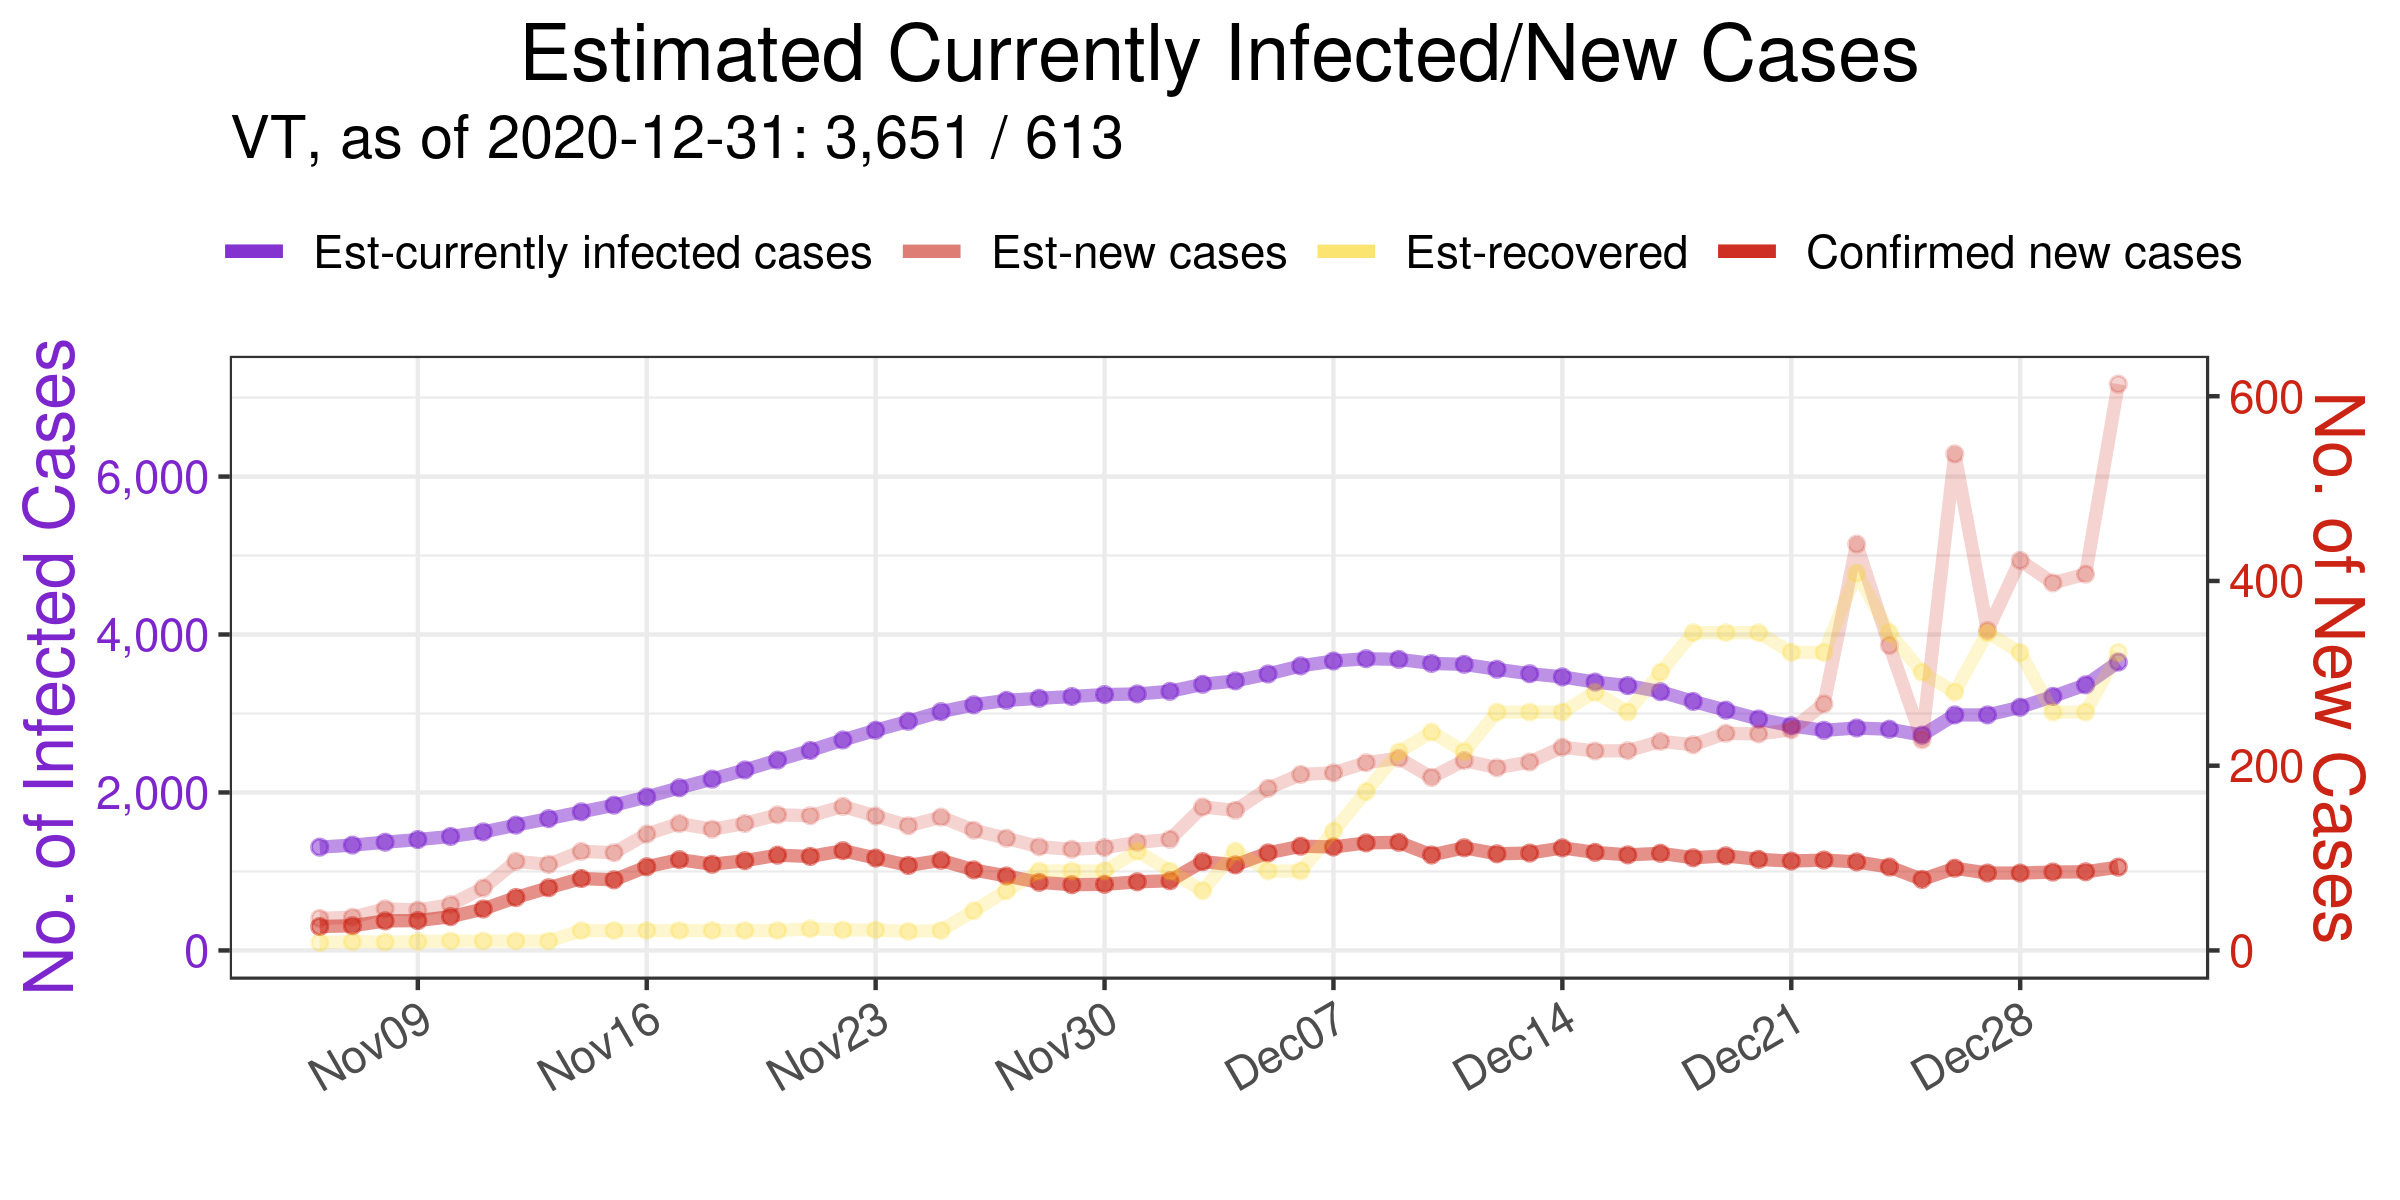 Estimated Currently Infected/New Cases
VT, as of 2020-12-31: 3,651 / 613
Est-currently infected cases Est-new cases Est-recovered Confirmed new cases
No. of Infected Cases
6,000
4,000
2,000
0
600
400
200
0
No. of New Cases
Nov09 Nov16 Nov23 Nov30 Dec07 Dec14 Dec21 Dec28